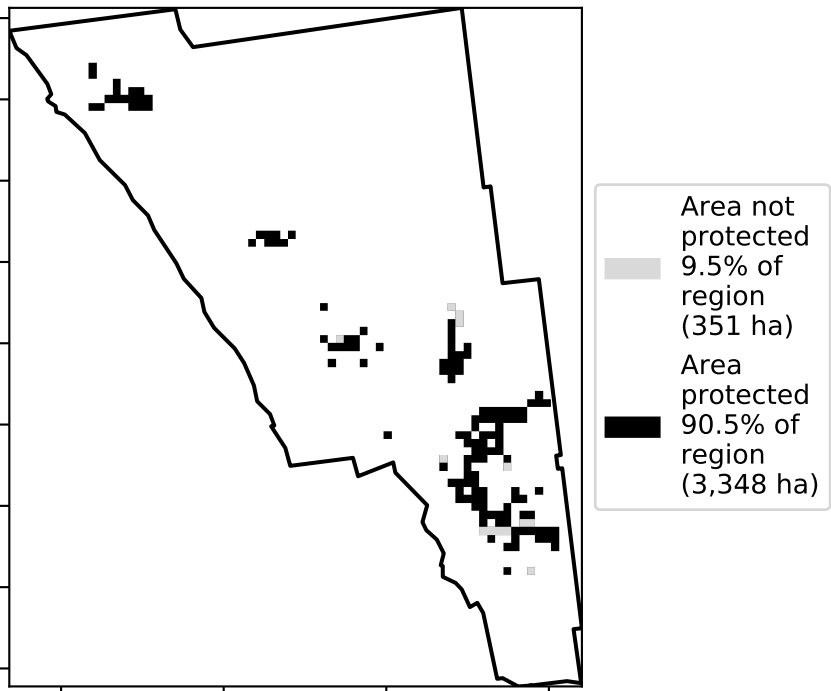 Area not
protected
9.5% of
region
(351 ha)
Area
protected
90.5% of
region
(3,348 ha)